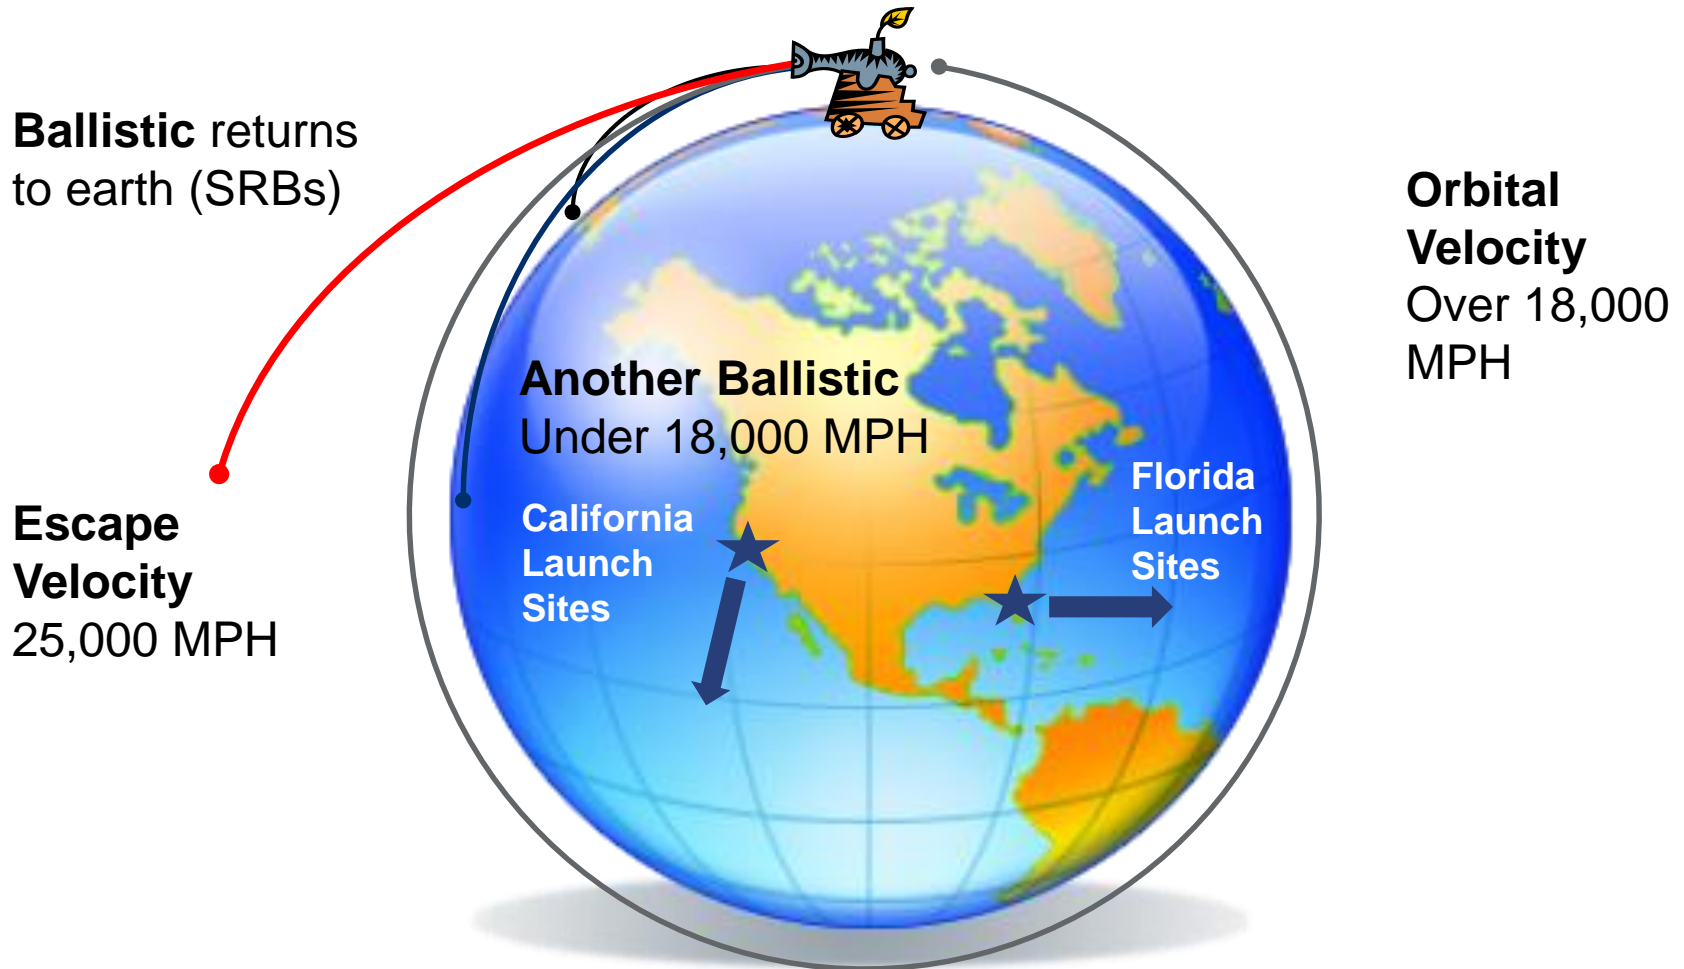 Ballistic returns
to earth (SRBs)
Orbital
Velocity
Over 18,000
MPH
Another Ballistic
Under 18,000 MPH
Florida
Launch
Sites
California
Launch
Sites
Escape
Velocity
25,000 MPH